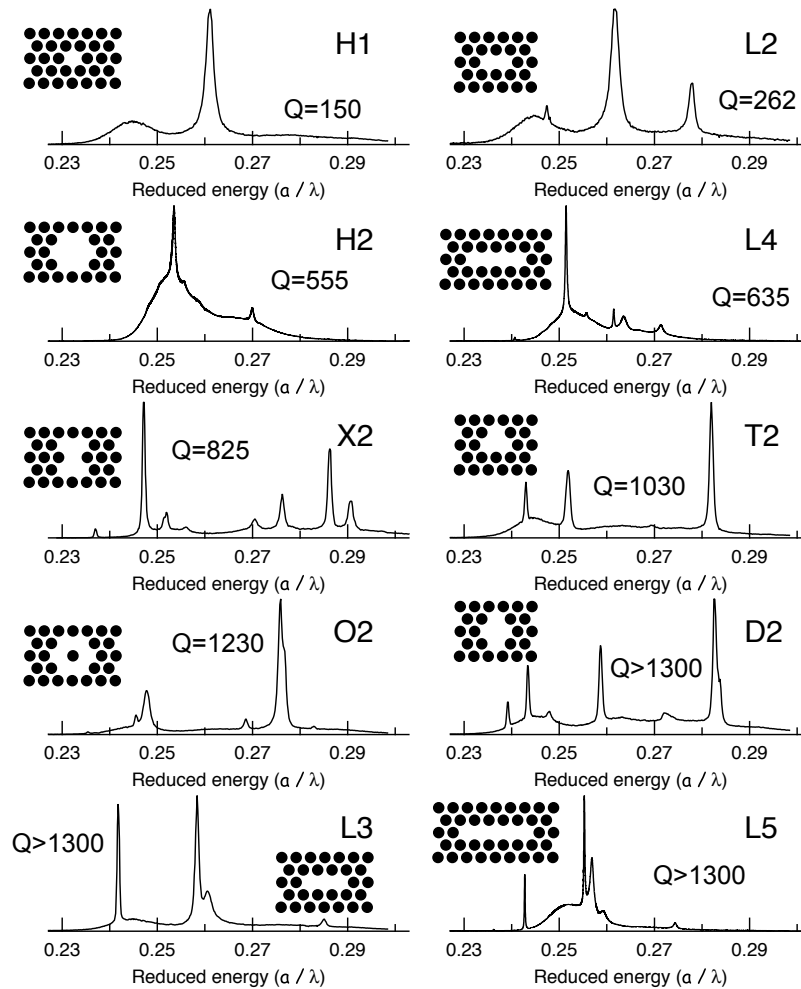 H1
Q=150
0.23 0.25 0.27 0.29
Reduced energy (a / λ)
L2
Q=262
0.23 0.25 0.27 0.29
Reduced energy (a / λ)
H2
Q=555
0.23 0.25 0.27 0.29
Reduced energy (a / λ)
L4
Q=635
0.23 0.25 0.27 0.29
Reduced energy (a / λ)
X2
Q=825
0.23 0.25 0.27 0.29
Reduced energy (a / λ)
T2
Q=1030
0.23 0.25 0.27 0.29
Reduced energy (a / λ)
O2
Q=1230
0.23 0.25 0.27 0.29
Reduced energy (a / λ)
D2
Q>1300
0.23 0.25 0.27 0.29
Reduced energy (a / λ)
L3
Q>1300
0.23 0.25 0.27 0.29
Reduced energy (a / λ)
L5
Q>1300
0.23 0.25 0.27 0.29
Reduced energy (a / λ)